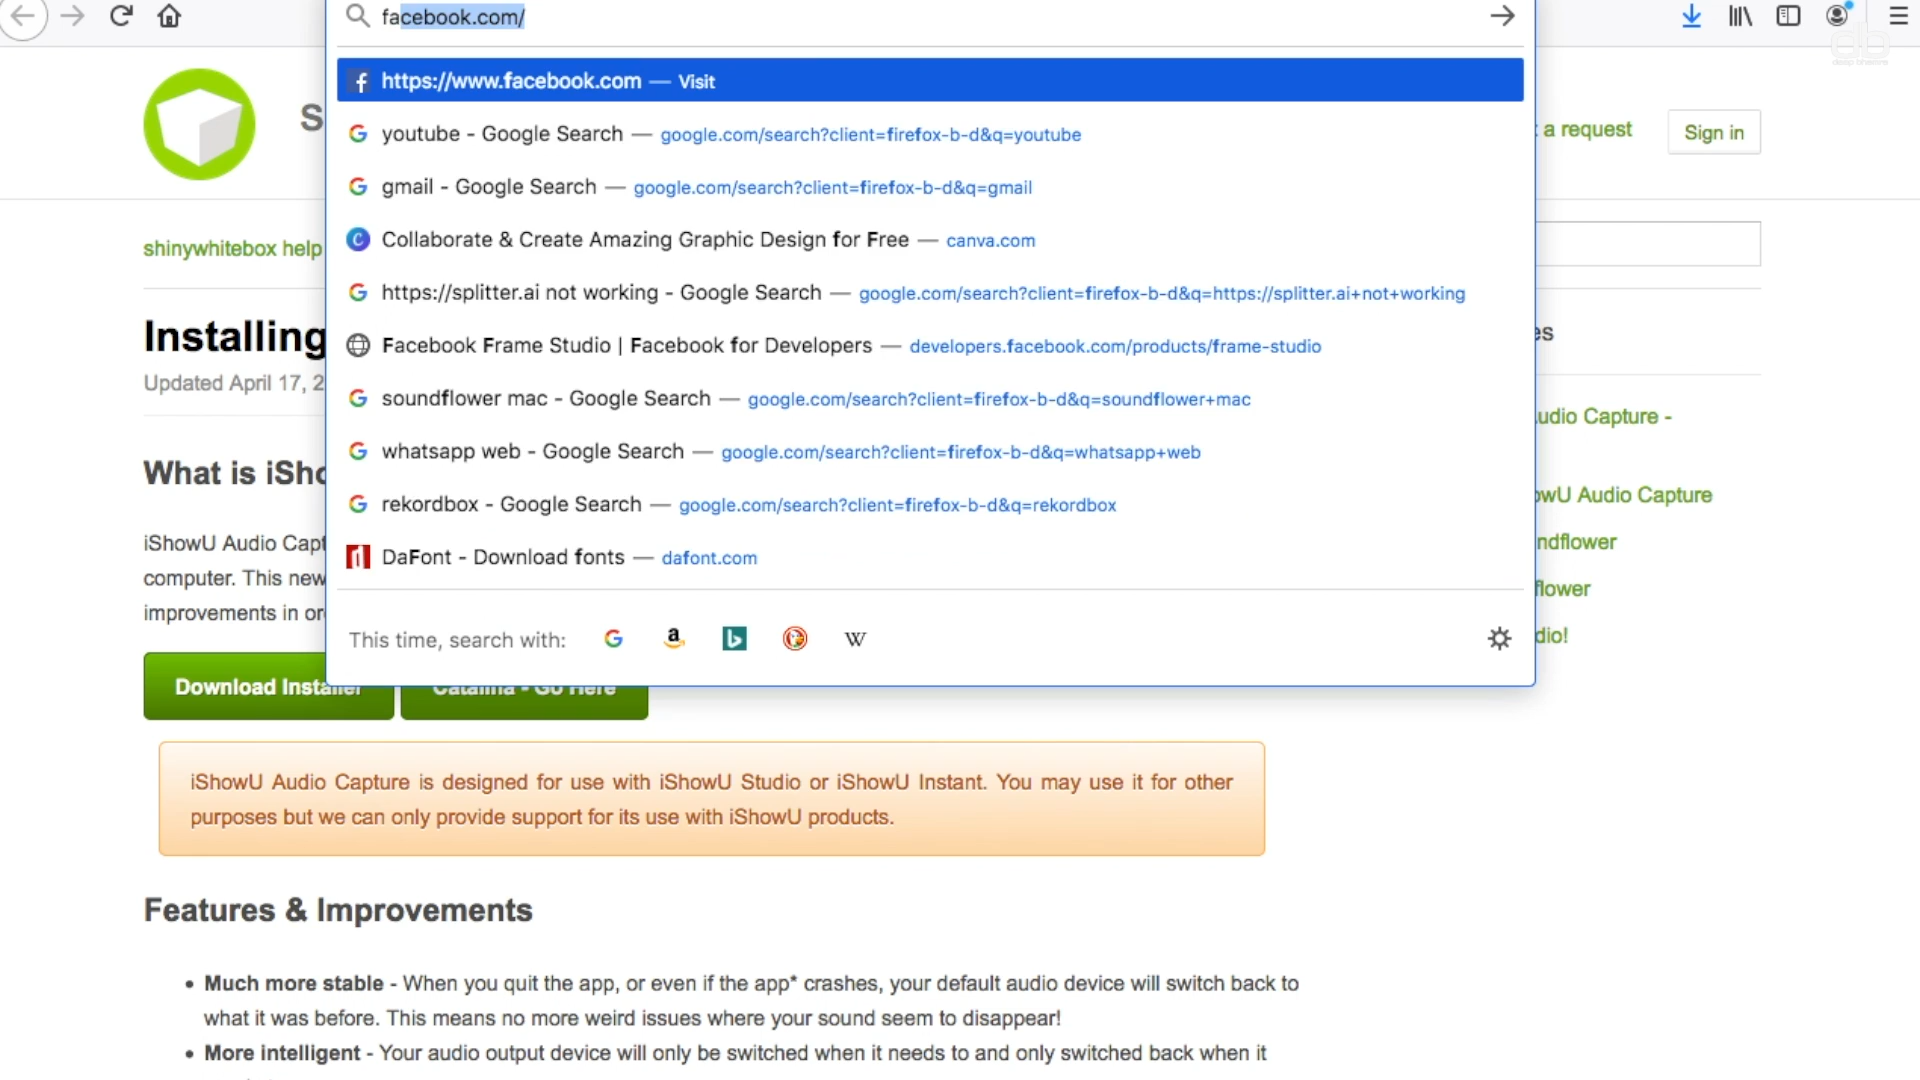 facebook.com/
https://www.facebook.com — Visit
youtube - Google Search — google.com/search?client=firefox-b-d&q=youtube
gmail - Google Search — google.com/search?client=firefox-b-d&q=gmail
Collaborate & Create Amazing Graphic Design for Free — canva.com
https://splitter.ai not working - Google Search — google.com/search?client=firefox-b-d&q=https://splitter.ai+not+working
Facebook Frame Studio | Facebook for Developers — developers.facebook.com/products/frame-studio
soundflower mac - Google Search — google.com/search?client=firefox-b-d&q=soundflower+mac
whatsapp web - Google Search — google.com/search?client=firefox-b-d&q=whatsapp+web
rekordbox - Google Search — google.com/search?client=firefox-b-d&q=rekordbox
DaFont - Download fonts — dafont.com
This time, search with:
S
a request
Sign in
shinywhitebox help
Installing
Updated April 17, 2
What is iSho
iShowU Audio Capt
computer. This new
improvements in or
es
udio Capture -
owU Audio Capture
ndflower
flower
dio!
Download Installer
Catalina - Go Here
iShowU Audio Capture is designed for use with iShowU Studio or iShowU Instant. You may use it for other
purposes but we can only provide support for its use with iShowU products.
Features & Improvements
• Much more stable - When you quit the app, or even if the app* crashes, your default audio device will switch back to
what it was before. This means no more weird issues where your sound seem to disappear!
• More intelligent - Your audio output device will only be switched when it needs to and only switched back when it